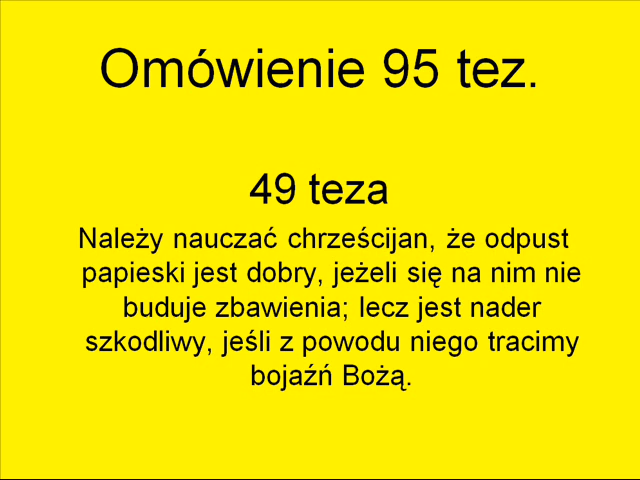 Omówienie 95 tez.
49 teza
Należy nauczać chrześcijan, że odpust
papieski jest dobry, jeżeli się na nim nie
buduje zbawienia; lecz jest nader
szkodliwy, jeśli z powodu niego tracimy
bojaźń Bożą.